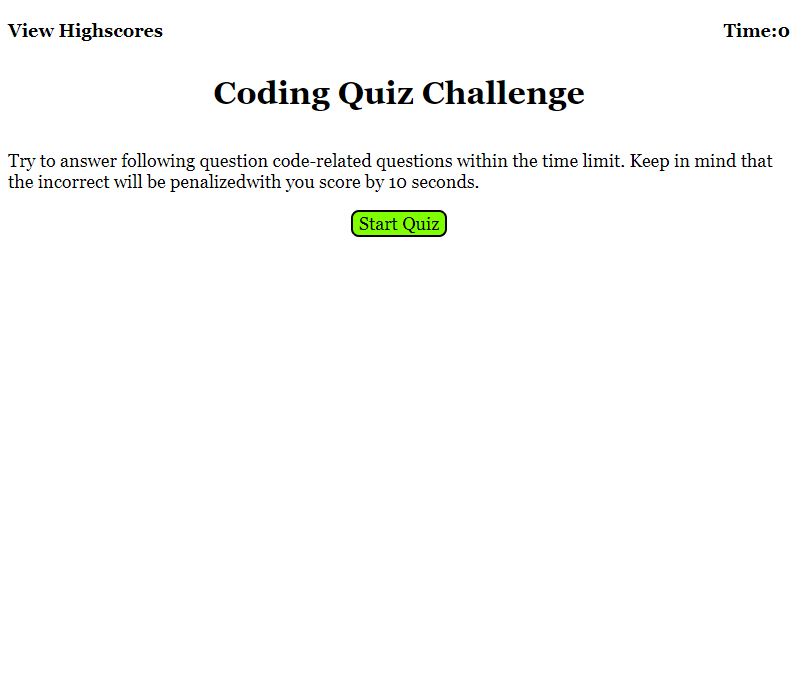 View Highscores
Time:0
Coding Quiz Challenge
Try to answer following question code-related questions within the time limit. Keep in mind that
the incorrect will be penalizedwith you score by 10 seconds.
Start Quiz